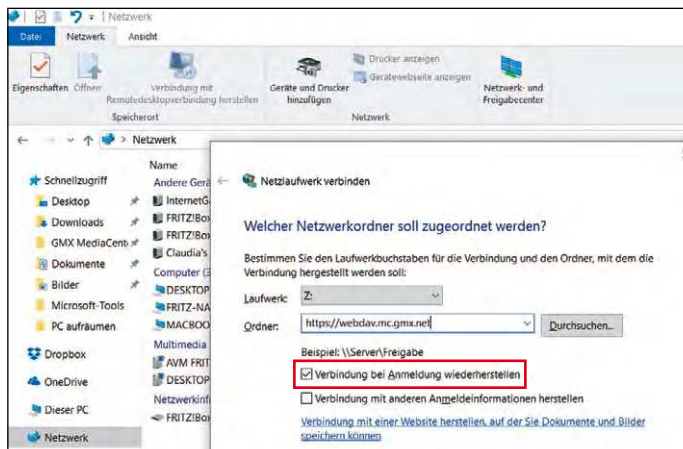 Netzwerk
Datei Netzwerk Ansicht
Eigenschaften Öffnen Verbindung mit Remotedesktopverbindung herstellen Geräte und Drucker hinzufügen Drucker anzeigen Gerätewebseite anzeigen Netzwerk- und Freigabecenter
Speicherort Netzwerk
Netzwerk
Schnellzugriff
Desktop
Downloads
GMX MediaCent
Dokumente
Bilder
Microsoft-Tools
PC aufräumen
Dropbox
OneDrive
Dieser PC
Netzwerk
Name
Andere Gerä
InternetG
FRITZ!Box
FRITZ!Box
Claudia's
Computer (3
DESKTOP
FRITZ-NA
MACBOO
Multimedia
AVM FRIT
DESKTOP
Netzwerkinf
FRITZ!Box
Netzlaufwerk verbinden
Welcher Netzwerkordner soll zugeordnet werden?
Bestimmen Sie den Laufwerkbuchstaben für die Verbindung und den Ordner, mit dem die
Verbindung hergestellt werden soll:
Laufwerk: Z:
Ordner: https://webdav.mc.gmx.net Durchsuchen...
Beispiel: \\Server\Freigabe
Verbindung bei Anmeldung wiederherstellen
Verbindung mit anderen Anmeldeinformationen herstellen
Verbindung mit einer Website herstellen, auf der Sie Dokumente und Bilder
speichern können